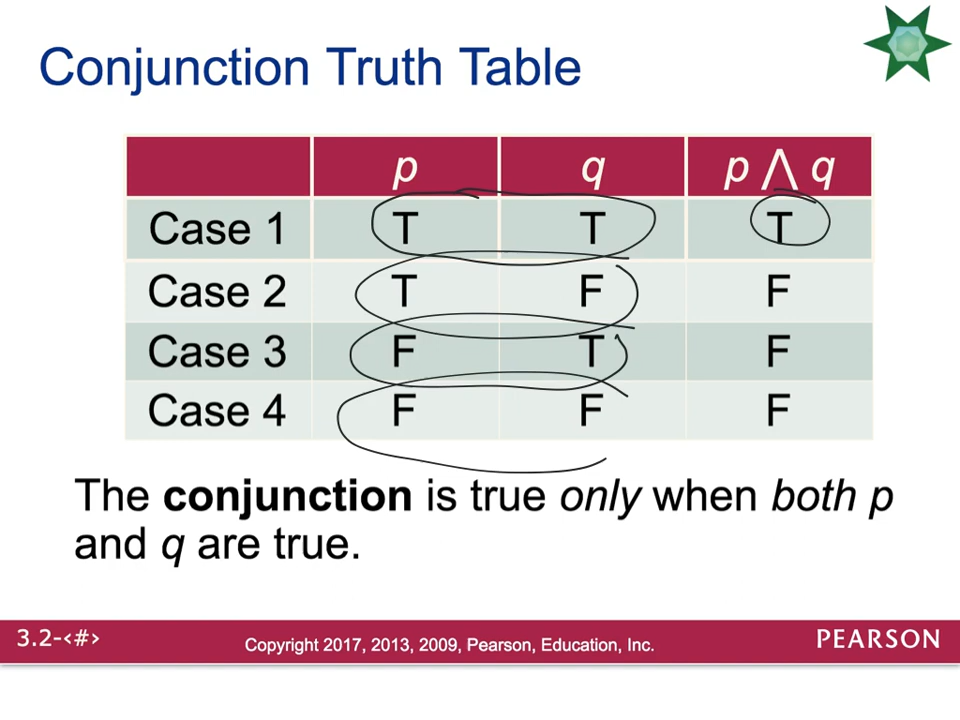 Conjunction Truth Table
p q p ⋀ q
Case 1 T T T
Case 2 T F F
Case 3 F T F
Case 4 F F F
The conjunction is true only when both p
and q are true.
3.2-<#> Copyright 2017, 2013, 2009, Pearson, Education, Inc. PEARSON